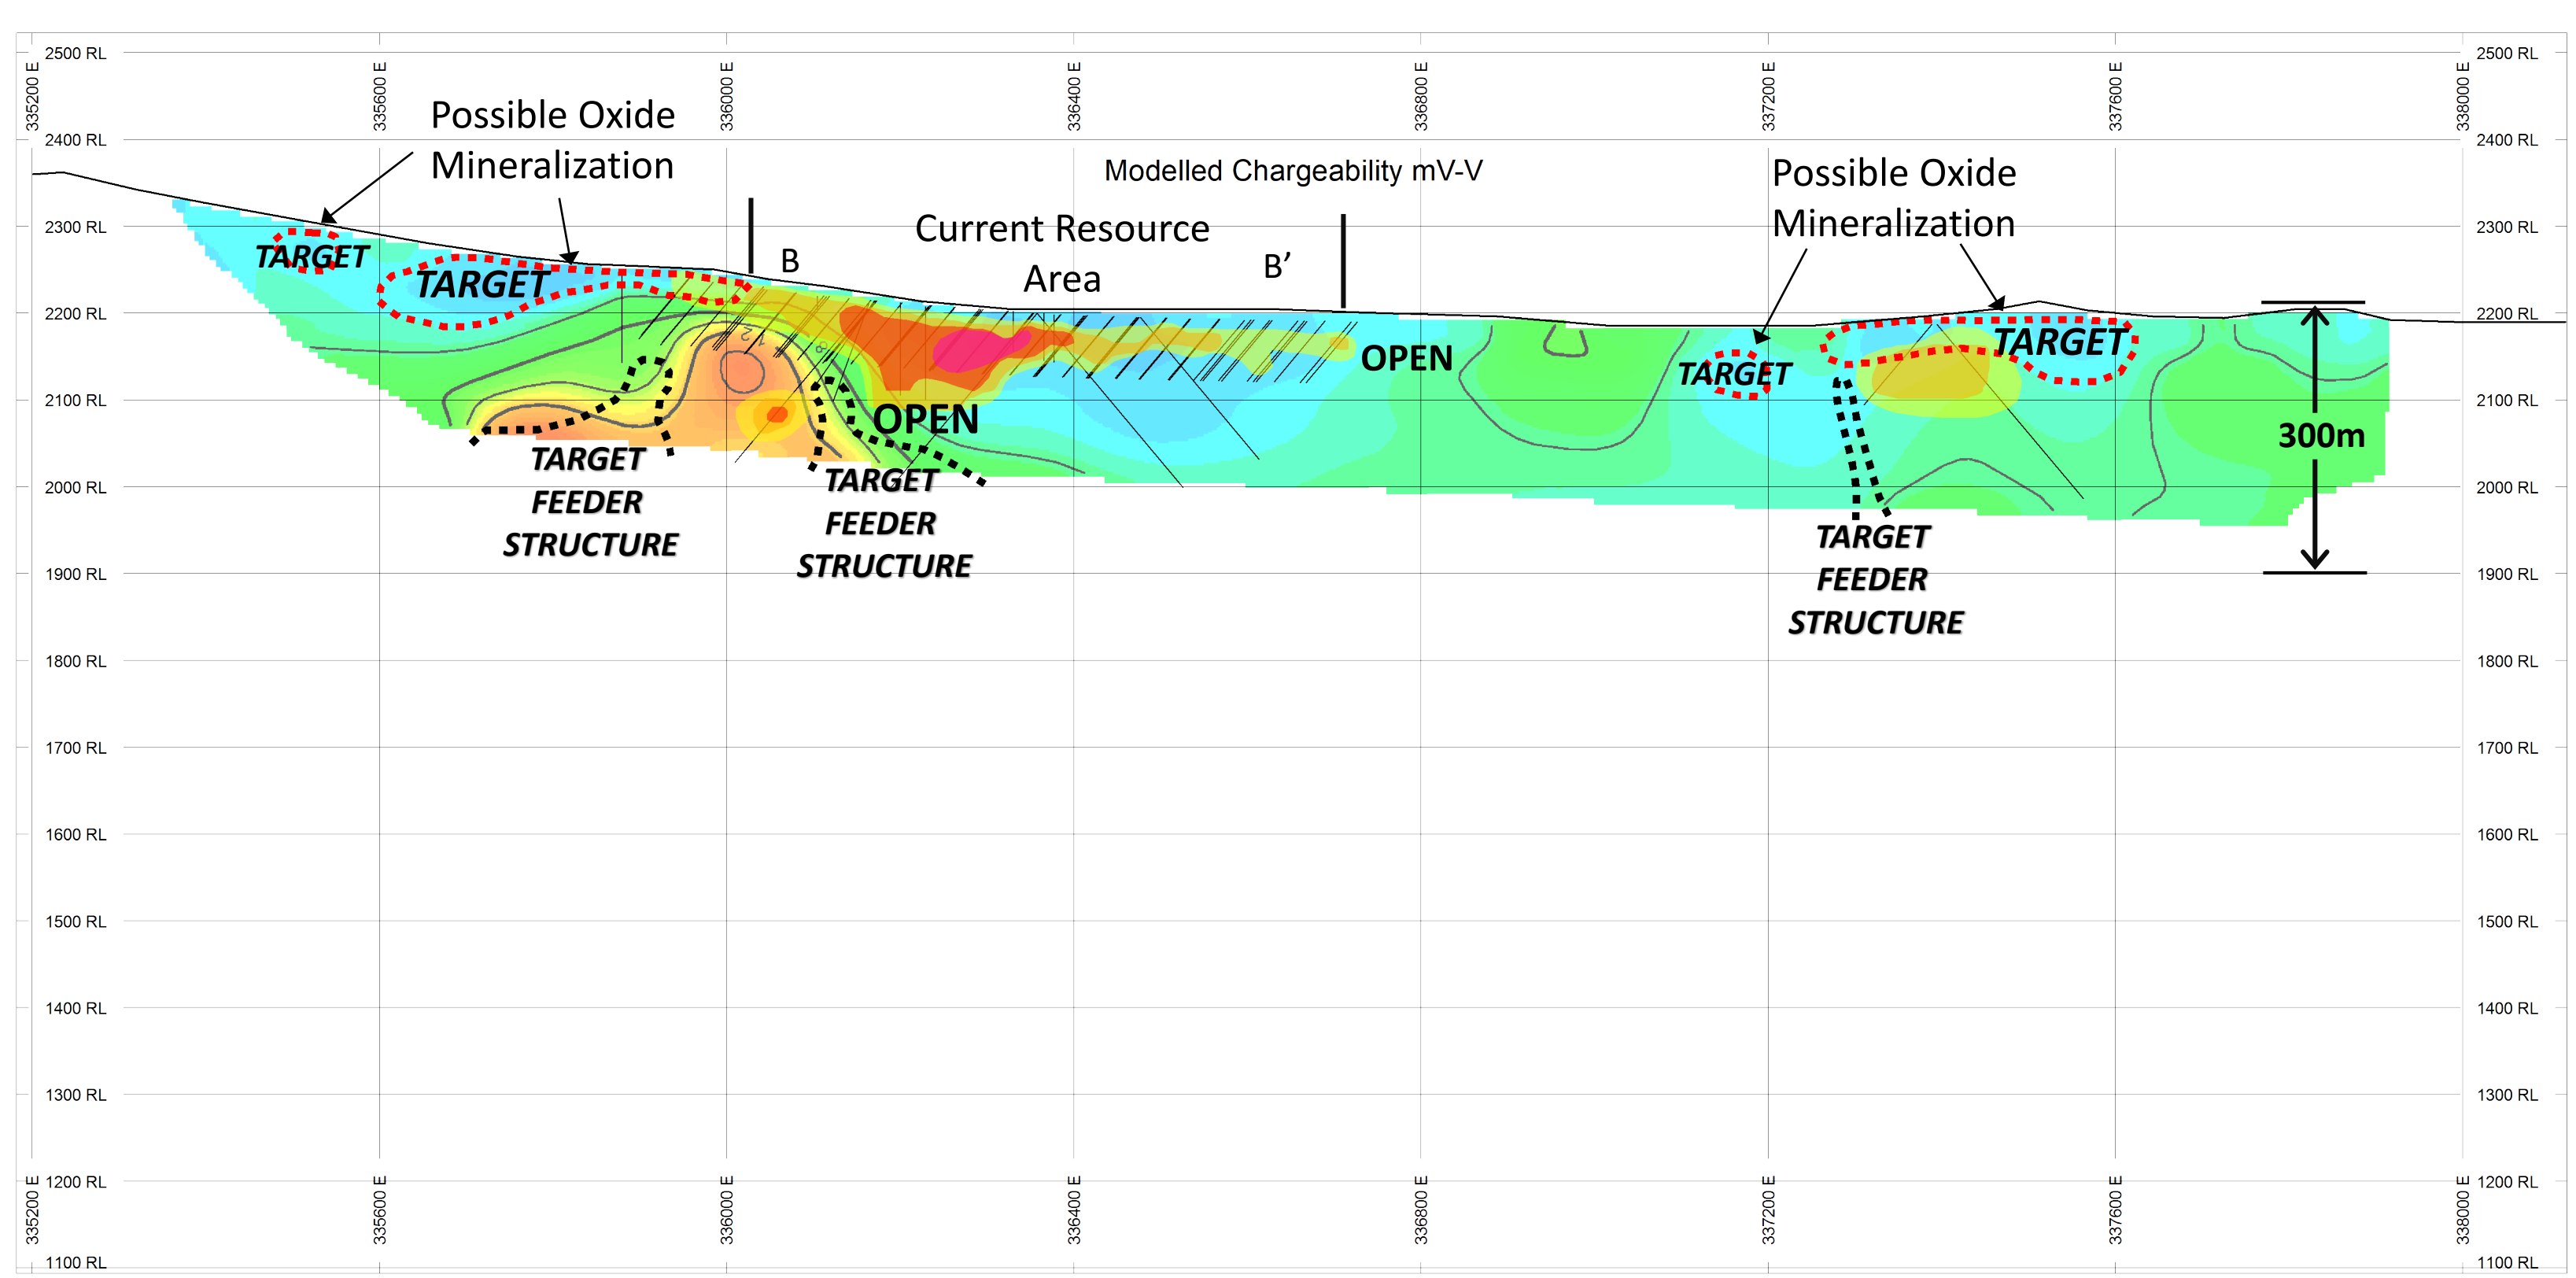 2500 RL
2500 RL
335200 E
335600 E
336000 E
336400 E
336800 E
337200 E
337600 E
338000 E
2400 RL
2400 RL
Possible Oxide
Mineralization
Modelled Chargeability mV-V
Possible Oxide
Mineralization
2300 RL
2300 RL
Current Resource
Area
B
B’
TARGET
TARGET
2200 RL
2200 RL
12
8
OPEN
TARGET
TARGET
2100 RL
2100 RL
OPEN
300m
TARGET
FEEDER
STRUCTURE
TARGET
FEEDER
STRUCTURE
2000 RL
2000 RL
TARGET
FEEDER
STRUCTURE
1900 RL
1900 RL
1800 RL
1800 RL
1700 RL
1700 RL
1600 RL
1600 RL
1500 RL
1500 RL
1400 RL
1400 RL
1300 RL
1300 RL
1200 RL
1200 RL
335200 E
335600 E
336000 E
336400 E
336800 E
337200 E
337600 E
338000 E
1100 RL
1100 RL